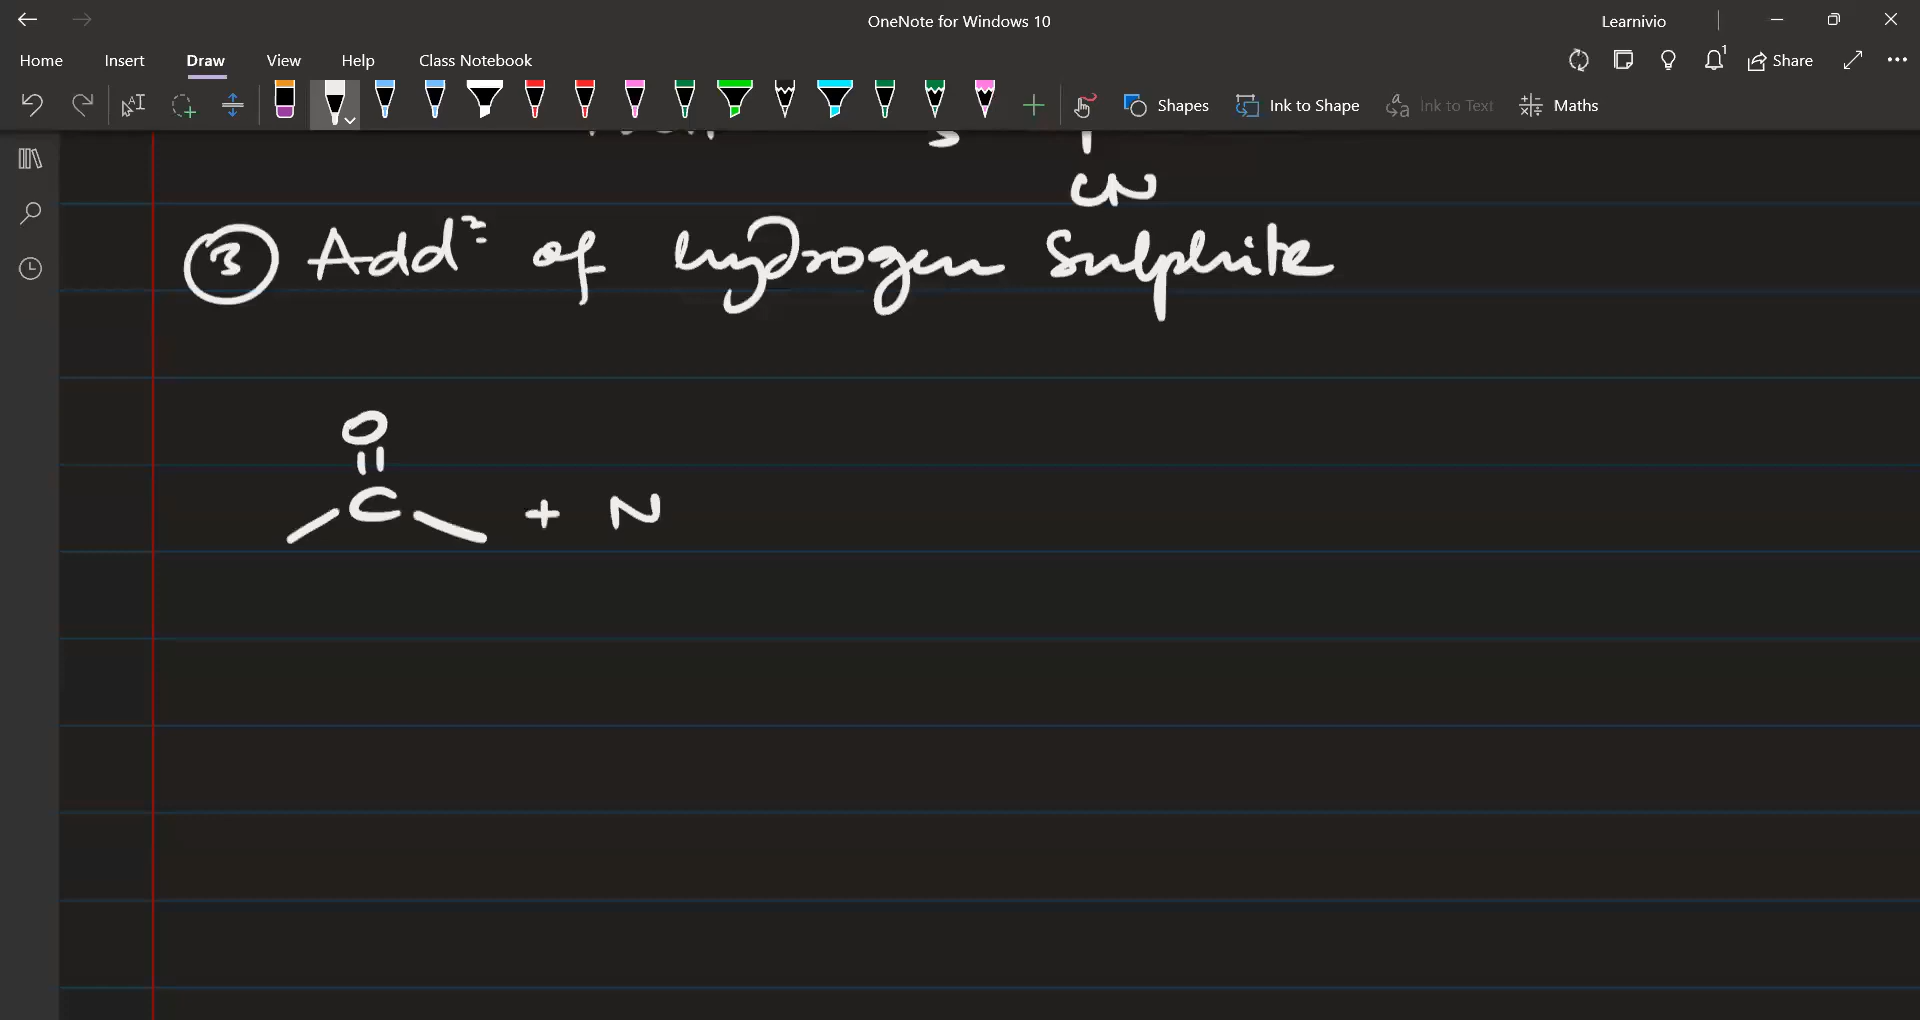 OneNote for Windows 10
Learnivio
Home Insert Draw View Help Class Notebook
1
Share
Shapes Ink to Shape Ink to Text Maths
CN
③ Addⁿ of hydrogen Sulphite
O
||
C + N